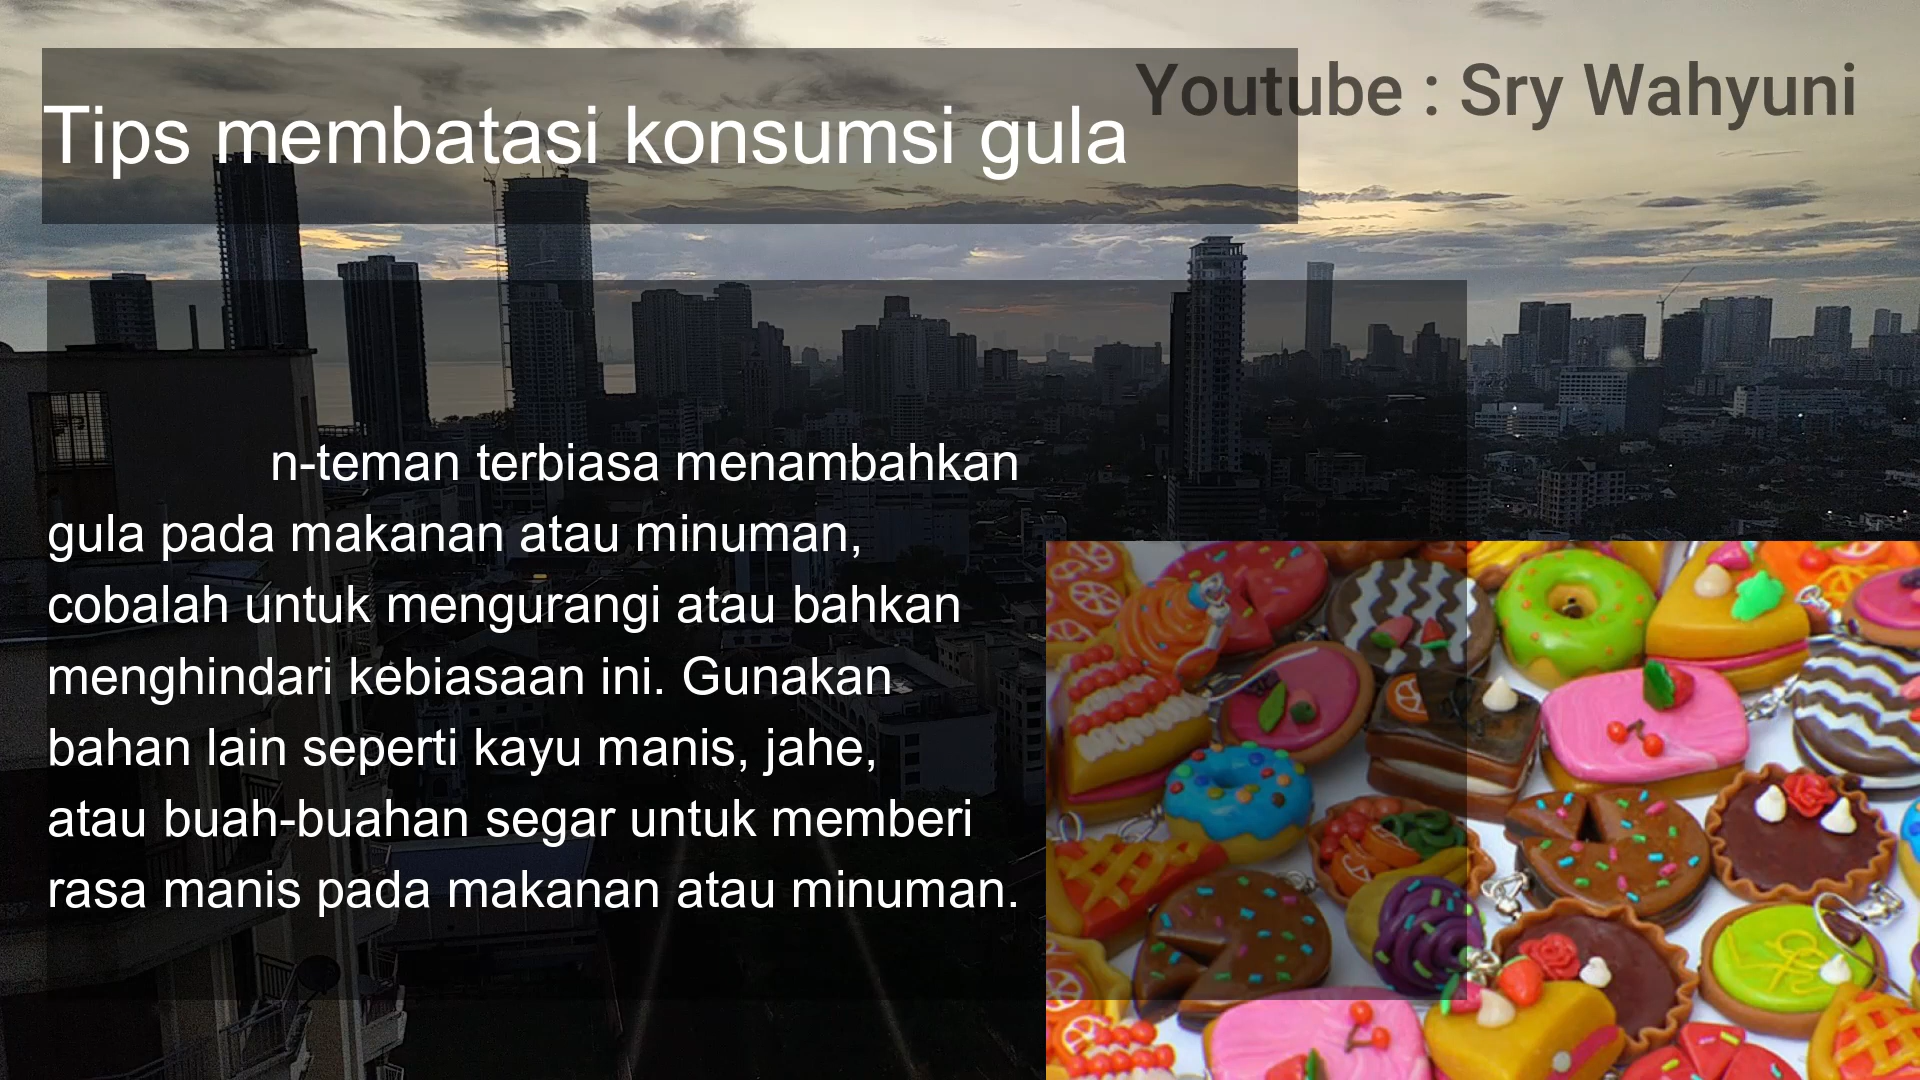 Youtube : Sry Wahyuni
Tips membatasi konsumsi gula
n-teman terbiasa menambahkan
gula pada makanan atau minuman,
cobalah untuk mengurangi atau bahkan
menghindari kebiasaan ini. Gunakan
bahan lain seperti kayu manis, jahe,
atau buah-buahan segar untuk memberi
rasa manis pada makanan atau minuman.